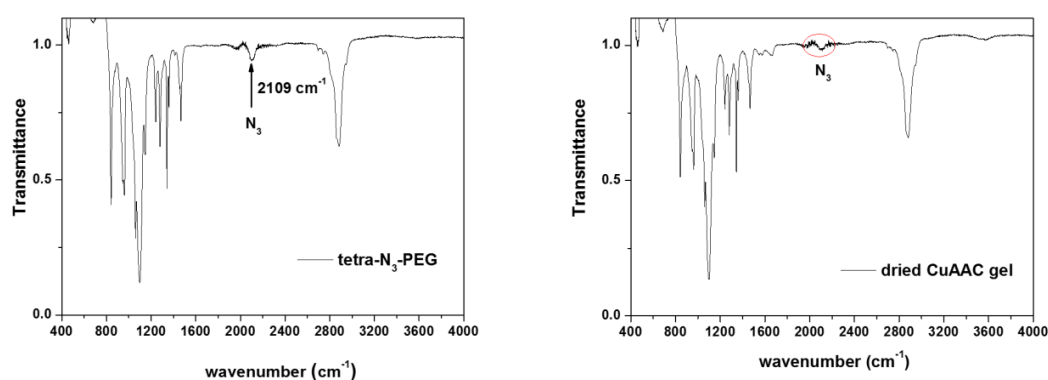 Transmittance
1.0
0.5
0.0
2109 cm⁻¹
N₃
tetra-N₃-PEG
400 800 1200 1600 2000 2400 2800 3200 3600 4000
wavenumber (cm⁻¹)
Transmittance
1.0
0.5
0.0
N₃
dried CuAAC gel
400 800 1200 1600 2000 2400 2800 3200 3600 4000
wavenumber (cm⁻¹)